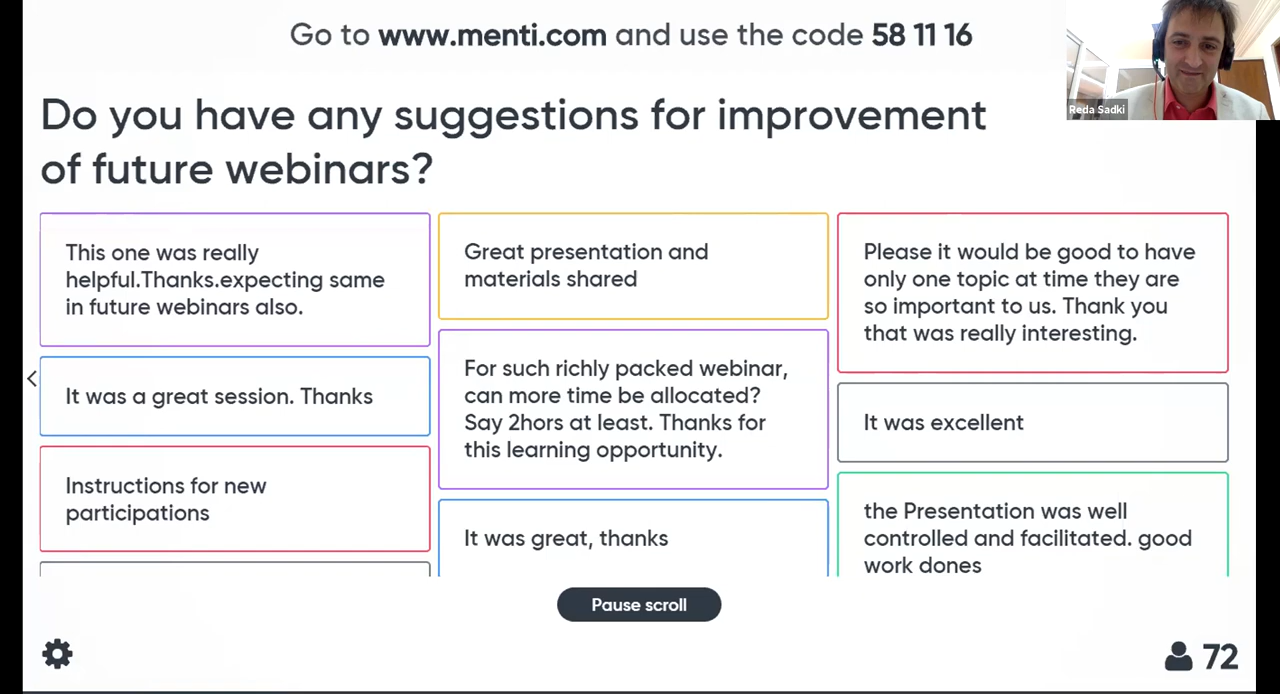 Go to www.menti.com and use the code 58 11 16
Reda Sadki
Do you have any suggestions for improvement
of future webinars?
This one was really
helpful.Thanks.expecting same
in future webinars also.
It was a great session. Thanks
Instructions for new
participations
Great presentation and
materials shared
For such richly packed webinar,
can more time be allocated?
Say 2hors at least. Thanks for
this learning opportunity.
It was great, thanks
Please it would be good to have
only one topic at time they are
so important to us. Thank you
that was really interesting.
It was excellent
the Presentation was well
controlled and facilitated. good
work dones
Pause scroll
72